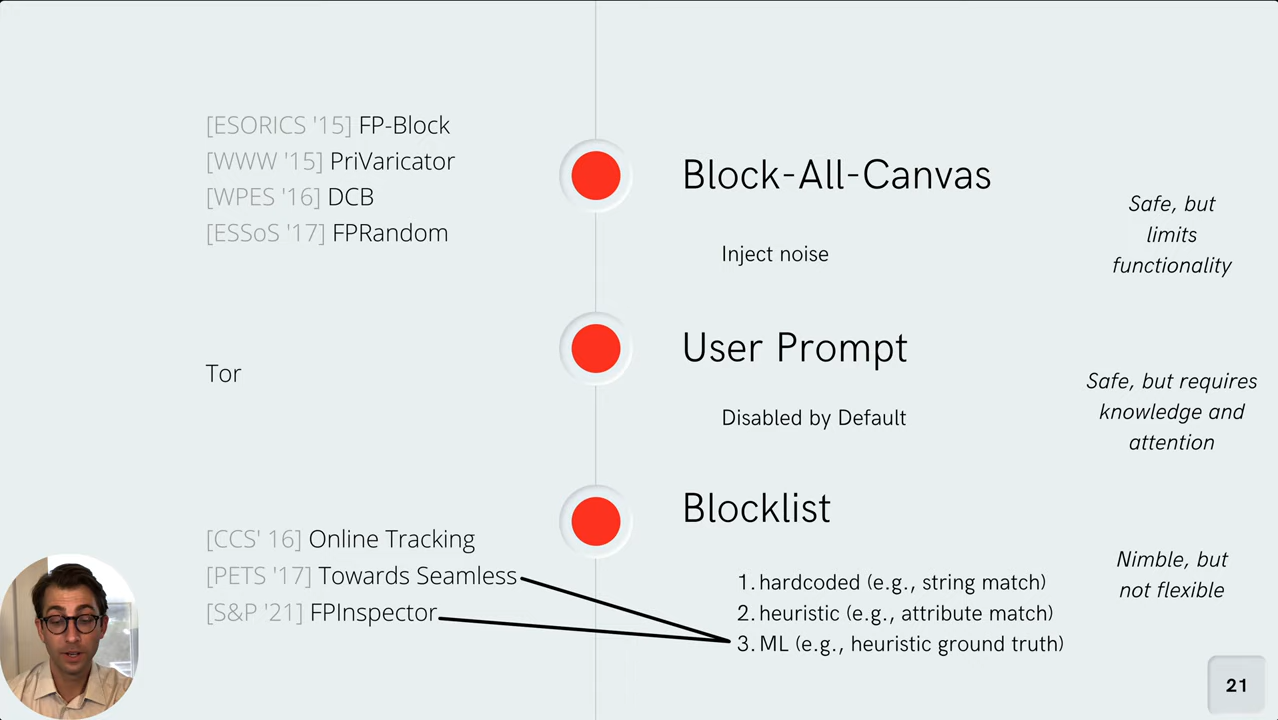 [ESORICS '15] FP-Block
[WWW '15] PriVaricator
[WPES '16] DCB
[ESSoS '17] FPRandom
Block-All-Canvas
Inject noise
Safe, but
limits
functionality
Tor
User Prompt
Disabled by Default
Safe, but requires
knowledge and
attention
[CCS' 16] Online Tracking
[PETS '17] Towards Seamless
[S&P '21] FPInspector
Blocklist
1. hardcoded (e.g., string match)
2. heuristic (e.g., attribute match)
3. ML (e.g., heuristic ground truth)
Nimble, but
not flexible
21